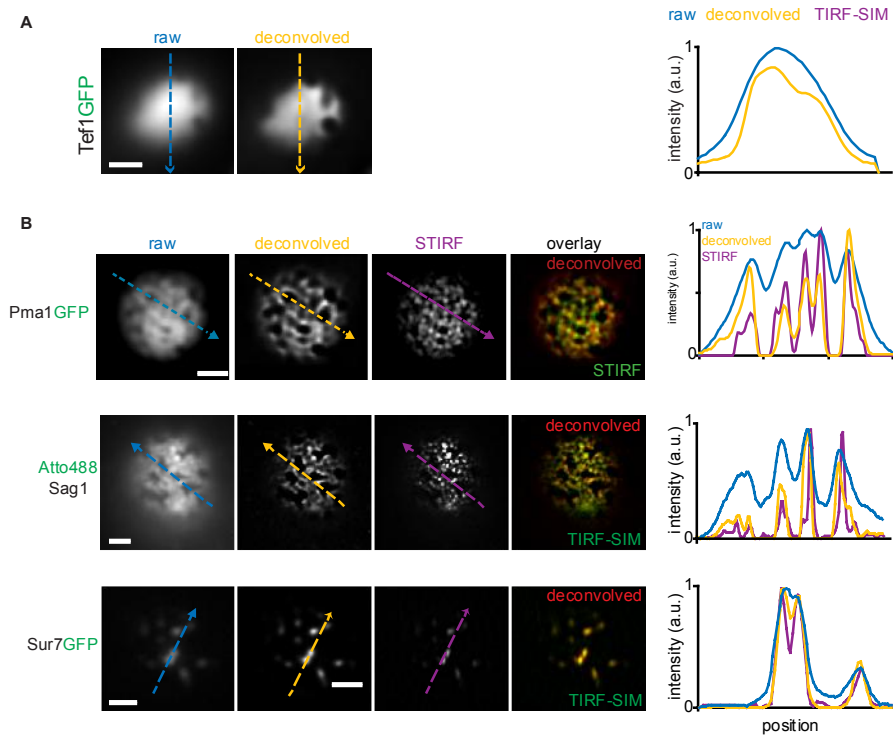 A
raw
deconvolved
Tef1GFP
raw deconvolved TIRF-SIM
1
intensity (a.u.)
0
B
raw
deconvolved
STIRF
overlay
Pma1GFP
deconvolved
STIRF
1
raw
deconvolved
STIRF
intensity (a.u.)
0
Atto488
Sag1
deconvolved
TIRF-SIM
1
intensity (a.u.)
0
Sur7GFP
deconvolved
TIRF-SIM
1
intensity (a.u.)
0
position